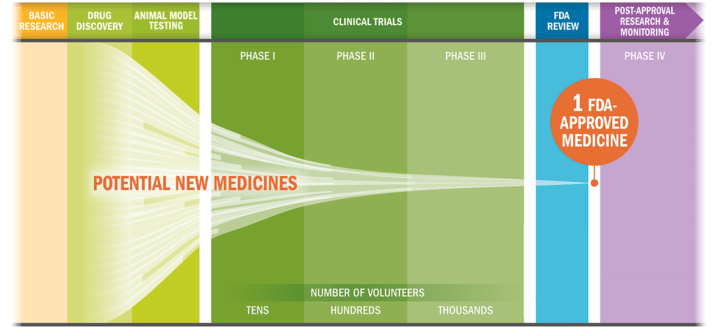 BASIC
RESEARCH
DRUG
DISCOVERY
ANIMAL MODEL
TESTING
CLINICAL TRIALS
FDA
REVIEW
POST-APPROVAL
RESEARCH &
MONITORING
PHASE I
PHASE II
PHASE III
PHASE IV
1 FDA-
APPROVED
MEDICINE
POTENTIAL NEW MEDICINES
NUMBER OF VOLUNTEERS
TENS
HUNDREDS
THOUSANDS